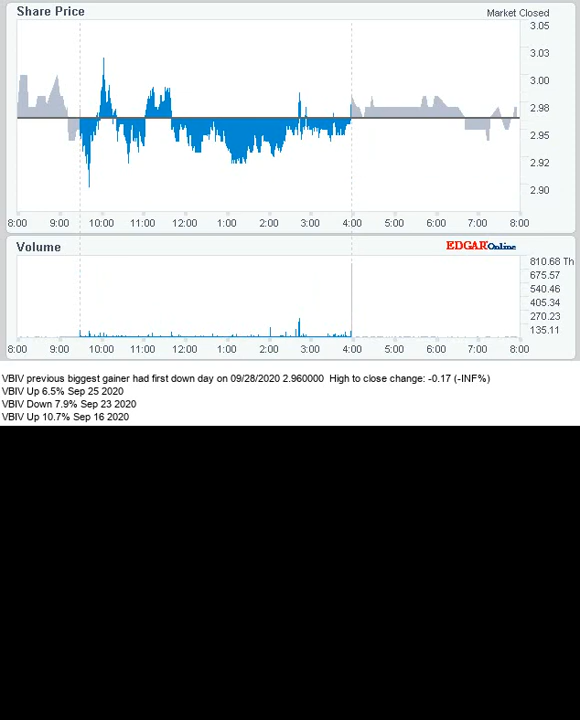 Share Price
Market Closed
3.05
3.03
3.00
2.98
2.95
2.92
2.90
8:00 9:00 10:00 11:00 12:00 1:00 2:00 3:00 4:00 5:00 6:00 7:00 8:00
Volume
EDGAR Online
810.68 Th
675.57
540.46
405.34
270.23
135.11
8:00 9:00 10:00 11:00 12:00 1:00 2:00 3:00 4:00 5:00 6:00 7:00 8:00
VBIV previous biggest gainer had first down day on 09/28/2020 2.960000 High to close change: -0.17 (-INF%)
VBIV Up 6.5% Sep 25 2020
VBIV Down 7.9% Sep 23 2020
VBIV Up 10.7% Sep 16 2020